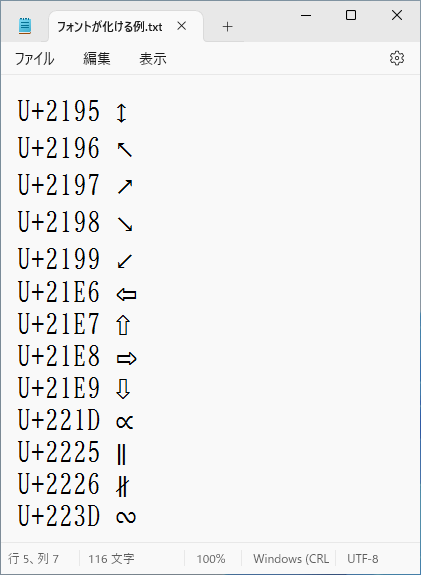 フォントが化ける例.txt
ファイル 編集 表示
U+2195 ↕
U+2196 ↖
U+2197 ↗
U+2198 ↘
U+2199 ↙
U+21E6 ⇦
U+21E7 ⇧
U+21E8 ⇨
U+21E9 ⇩
U+221D ∝
U+2225 ∥
U+2226 ∦
U+223D ∽
行 5、列 7 116 文字 100% Windows (CRL UTF-8